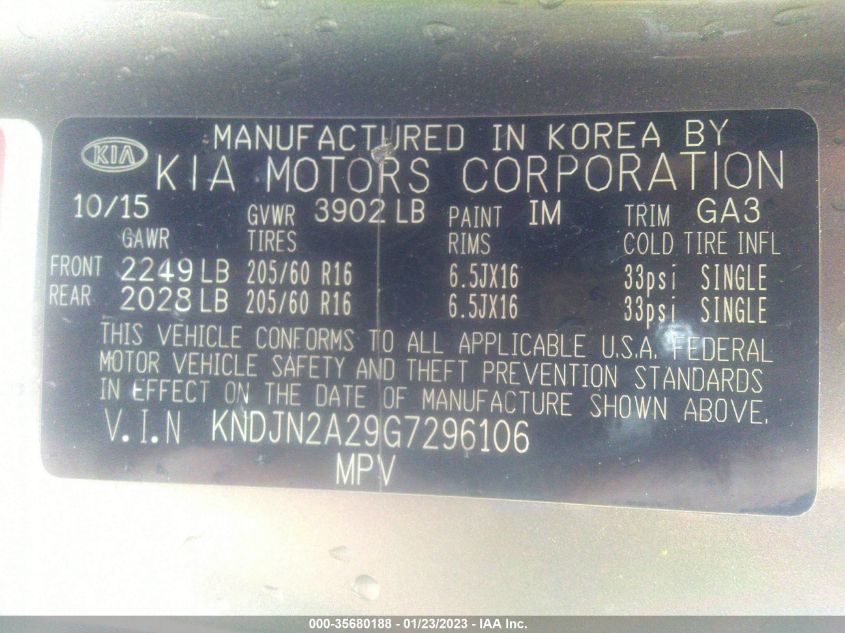 MANUFACTURED IN KOREA BY
KIA KIA MOTORS CORPORATION
10/15 GVWR 3902 LB PAINT IM TRIM GA3
GAWR TIRES RIMS COLD TIRE INFL
FRONT 2249 LB 205/60 R16 6.5JX16 33psi SINGLE
REAR 2028 LB 205/60 R16 6.5JX16 33psi SINGLE
THIS VEHICLE CONFORMS TO ALL APPLICABLE U.S.A. FEDERAL
MOTOR VEHICLE SAFETY AND THEFT PREVENTION STANDARDS
IN EFFECT ON THE DATE OF MANUFACTURE SHOWN ABOVE.
V.I.N KNDJN2A29G7296106
MPV
000-35680188 - 01/23/2023 - IAA Inc.